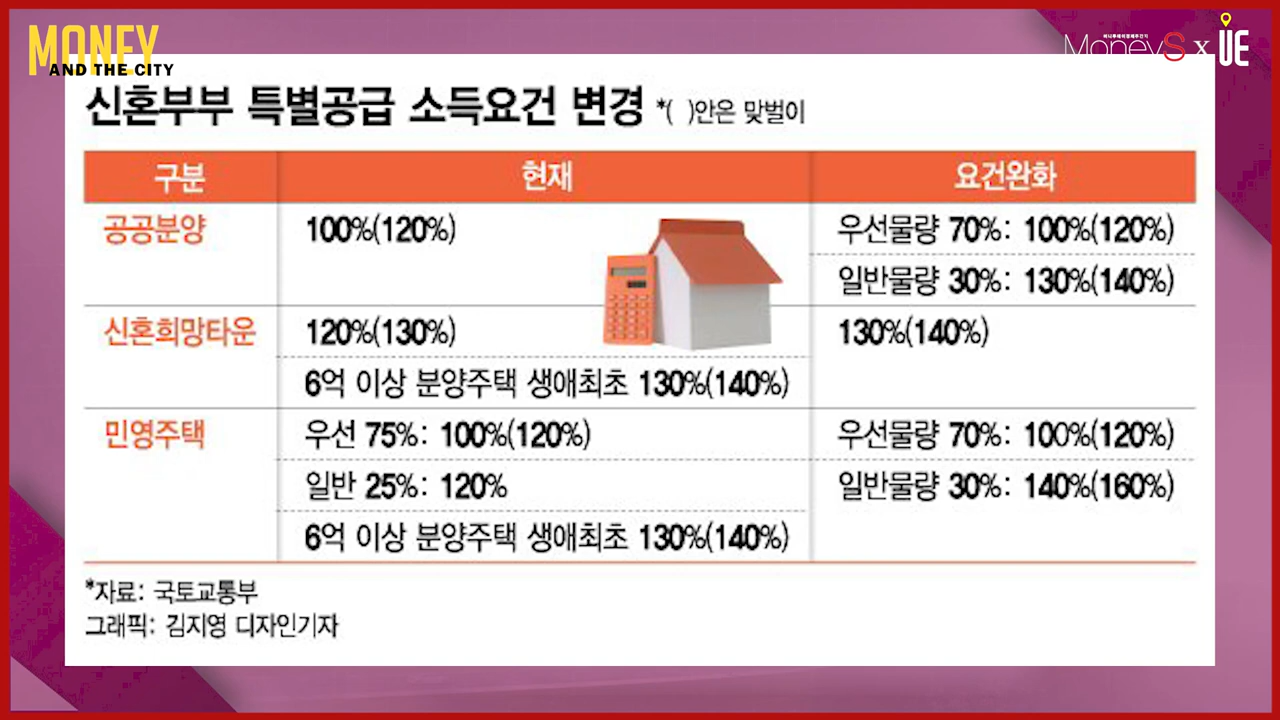 MONEY
AND THE CITY
MoneyS x UE
신혼부부 특별공급 소득요건 변경 *( )안은 맞벌이
구분 현재 요건완화
공공분양 100%(120%) 우선물량 70%: 100%(120%)
일반물량 30%: 130%(140%)
신혼희망타운 120%(130%) 130%(140%)
6억 이상 분양주택 생애최초 130%(140%)
민영주택 우선 75%: 100%(120%) 우선물량 70%: 100%(120%)
일반 25%: 120% 일반물량 30%: 140%(160%)
6억 이상 분양주택 생애최초 130%(140%)
*자료: 국토교통부
그래픽: 김지영 디자인기자